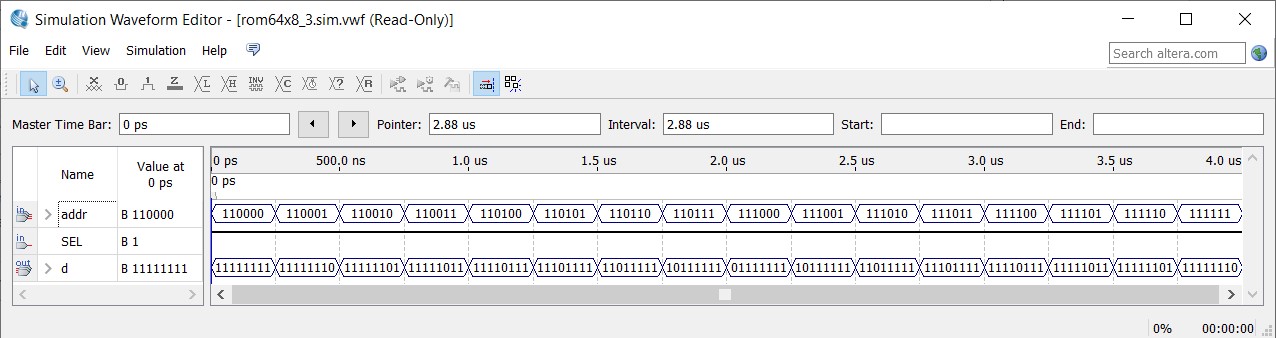 Simulation Waveform Editor - [rom64x8_3.sim.vwf (Read-Only)]
File Edit View Simulation Help Search altera.com
Master Time Bar: 0 ps Pointer: 2.88 us Interval: 2.88 us Start: End:
Name Value at 0 ps 0 ps 500.0 ns 1.0 us 1.5 us 2.0 us 2.5 us 3.0 us 3.5 us 4.0 us
0 ps
addr B 110000 110000 110001 110010 110011 110100 110101 110110 110111 111000 111001 111010 111011 111100 111101 111110 111111
SEL B 1
d B 11111111 11111111 11111110 11111101 11111011 11110111 11101111 11011111 10111111 01111111 10111111 11011111 11101111 11110111 11111011 11111101 11111110
0% 00:00:00